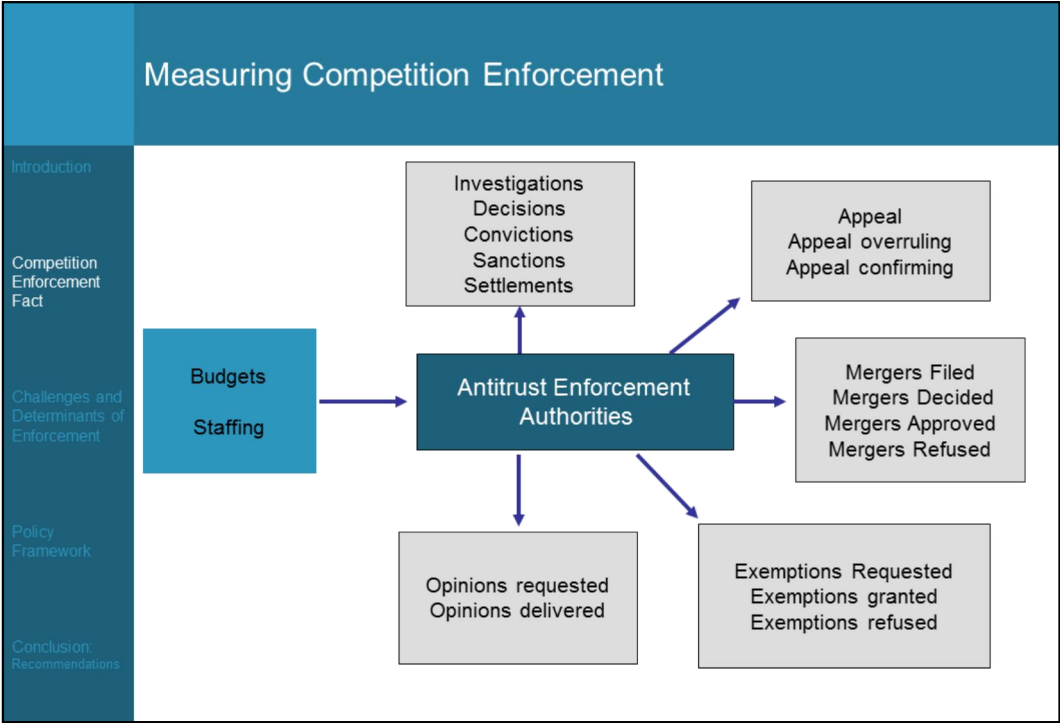 Measuring Competition Enforcement
Introduction
Competition
Enforcement
Fact
Challenges and
Determinants of
Enforcement
Policy
Framework
Conclusion:
Recommendations
Budgets
Staffing
Investigations
Decisions
Convictions
Sanctions
Settlements
Antitrust Enforcement
Authorities
Opinions requested
Opinions delivered
Appeal
Appeal overruling
Appeal confirming
Mergers Filed
Mergers Decided
Mergers Approved
Mergers Refused
Exemptions Requested
Exemptions granted
Exemptions refused